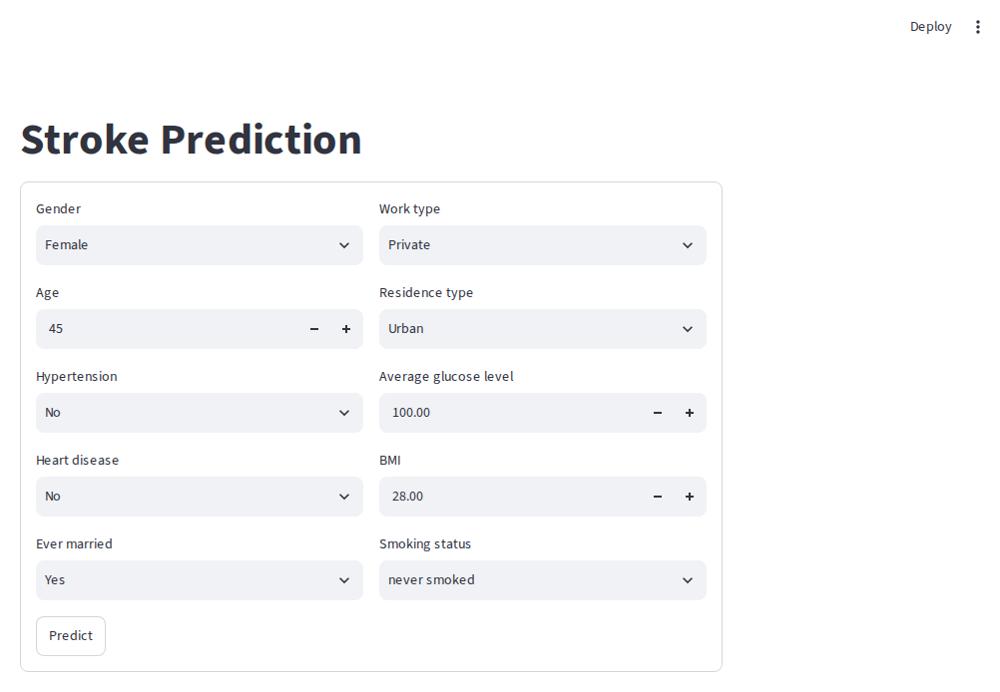 Deploy
Stroke Prediction
Gender
Female
Age
45
Hypertension
No
Heart disease
No
Ever married
Yes
Work type
Private
Residence type
Urban
Average glucose level
100.00
BMI
28.00
Smoking status
never smoked
Predict